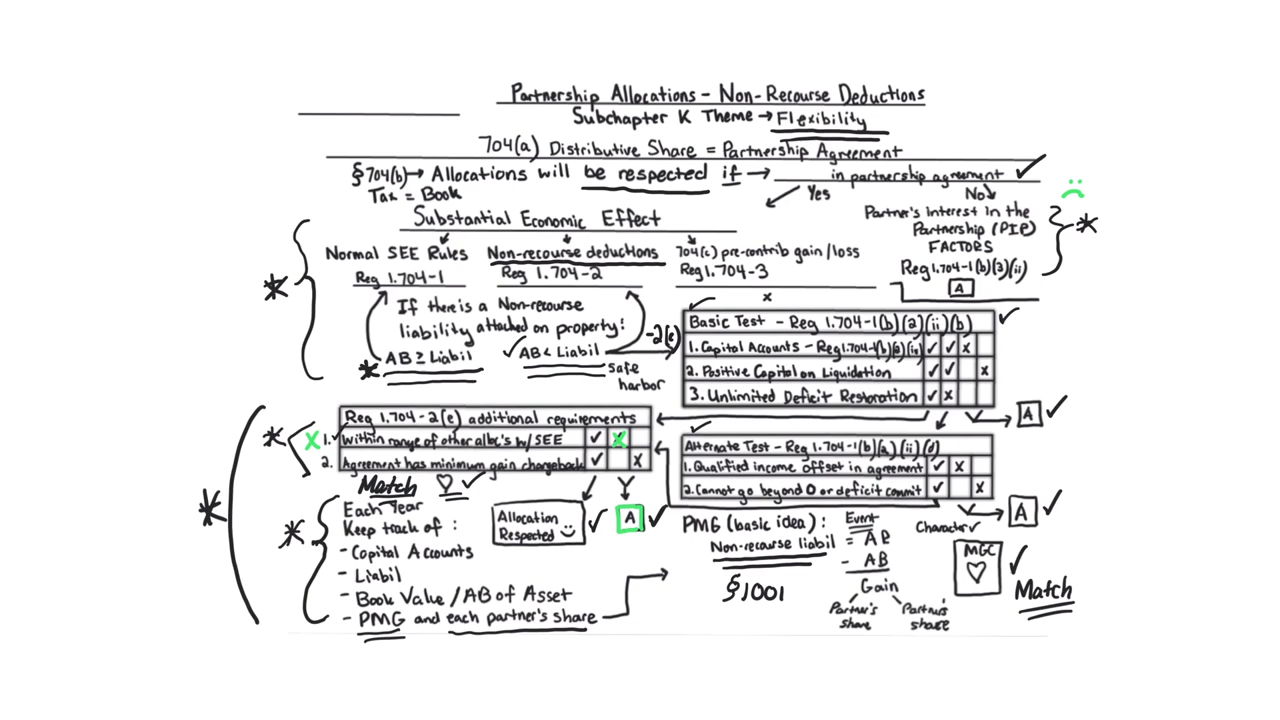 Partnership Allocations - Non-Recourse Deductions
Subchapter K Theme → Flexibility
704(a) Distributive Share = Partnership Agreement
§704(b) → Allocations will be respected if → in partnership agreement ✓
Tax = Book
Yes
No
Substantial Economic Effect
Partner's interest in the
Partnership (PIP)
FACTORS
Reg 1.704-1(b)(3)(ii)
A
Normal SEE Rules
Reg 1.704-1
Non-recourse deductions
Reg 1.704-2
704(c) pre-contrib gain/loss
Reg 1.704-3
x
If there is a Non-recourse
liability attached on property:
AB ≥ Liabil
✓ AB < Liabil
safe
harbor
-2(e)
Basic Test - Reg 1.704-1(b)(2)(ii)(b) ✓
1. Capital Accounts - Reg 1.704-1(b)(2)(iv) ✓ ✓ x
2. Positive Capital on Liquidation ✓ ✓ x
3. Unlimited Deficit Restoration ✓ x
A ✓
Reg 1.704-2(e) additional requirements
X 1. Within range of other alloc's w/ SEE ✓ X
2. Agreement has minimum gain chargeback ✓ x
Match ♡ ✓
Alternate Test - Reg 1.704-1(b)(2)(ii)(d)
1. Qualified income offset in agreement ✓ x
2. Cannot go beyond 0 or deficit commit ✓ x
A ✓
Allocation
Respected ☺ ✓
A ✓
Each Year
Keep track of:
- Capital Accounts
- Liabil
- Book Value / AB of Asset
- PMG and each partner's share
PMG (basic idea):
Non-recourse liabil
§1001
Event
= AR
- AB
Gain
Partner's
share
Partner's
share
Character ✓
MGC
♡
✓
Match